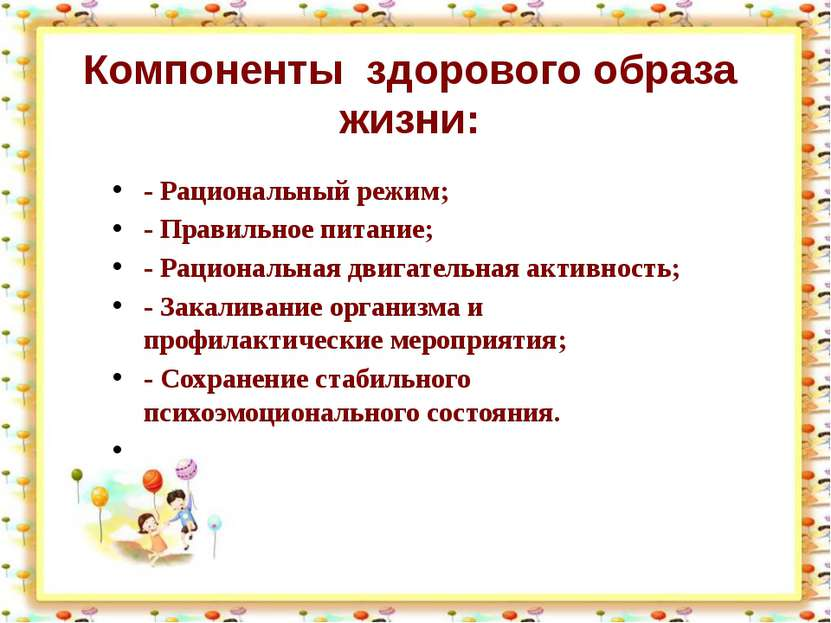 Компоненты здорового образа
жизни:
• - Рациональный режим;
• - Правильное питание;
• - Рациональная двигательная активность;
• - Закаливание организма и
профилактические мероприятия;
• - Сохранение стабильного
психоэмоционального состояния.
•